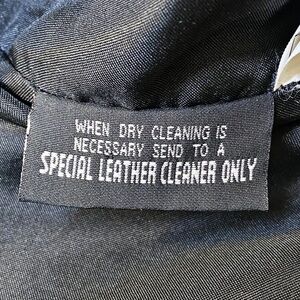 WHEN DRY CLEANING IS
NECESSARY SEND TO A
SPECIAL LEATHER CLEANER ONLY